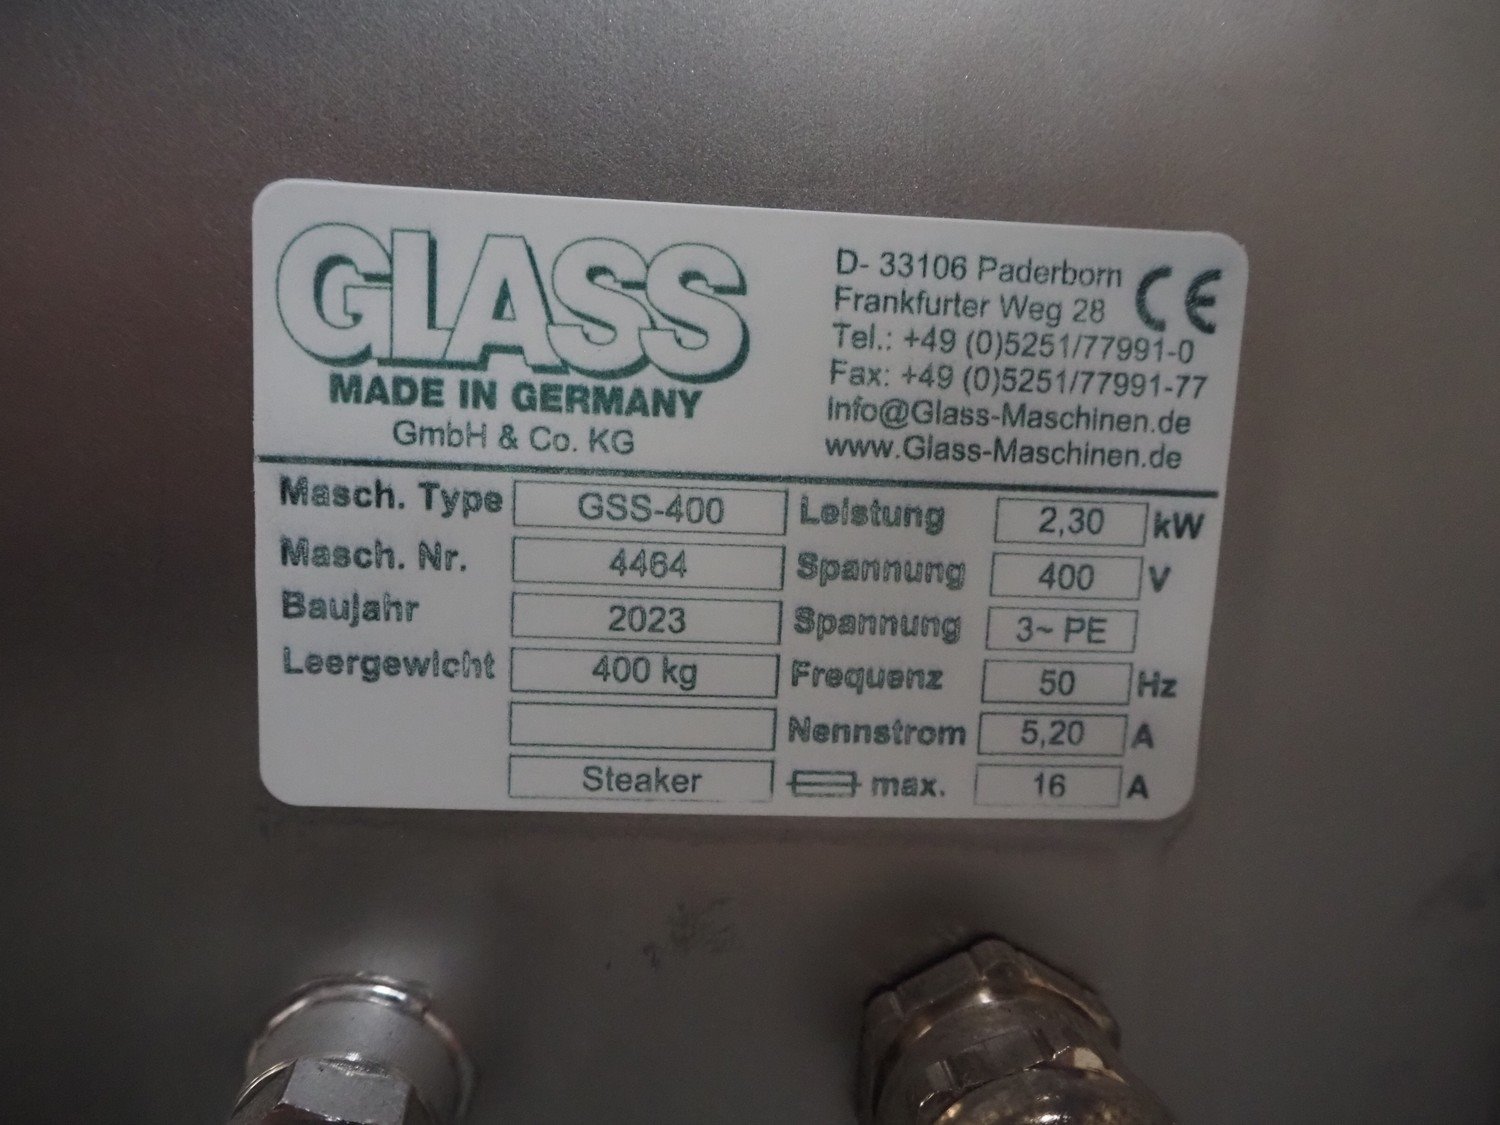 GLASS
MADE IN GERMANY
GmbH & Co. KG
D- 33106 Paderborn
Frankfurter Weg 28
Tel.: +49 (0)5251/77991-0
Fax: +49 (0)5251/77991-77
Info@Glass-Maschinen.de
www.Glass-Maschinen.de
CE
Masch. Type GSS-400 Leistung 2,30 kW
Masch. Nr. 4464 Spannung 400 V
Baujahr 2023 Spannung 3~ PE
Leergewicht 400 kg Frequenz 50 Hz
Nennstrom 5,20 A
Steaker max. 16 A